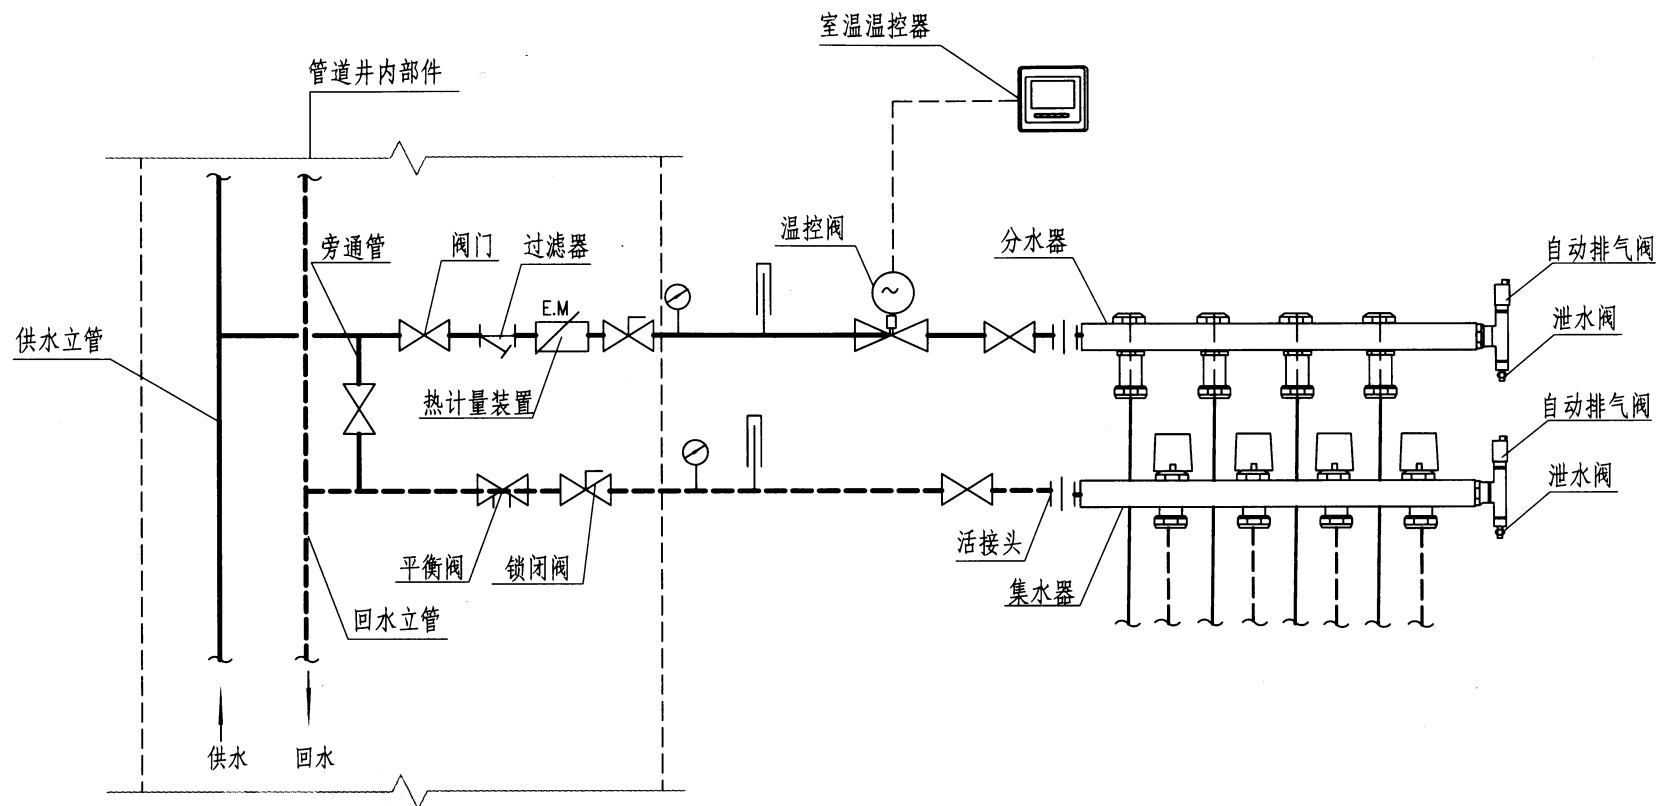 室温温控器
管道井内部件
旁通管
阀门
过滤器
温控阀
分水器
自动排气阀
E.M
供水立管
泄水阀
热计量装置
自动排气阀
泄水阀
平衡阀
锁闭阀
活接头
集水器
回水立管
供水
回水